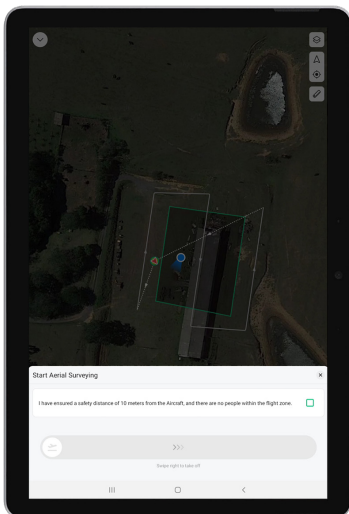 Start Aerial Surveying
I have ensured a safety distance of 10 meters from the Aircraft, and there are no people within the flight zone.
Swipe right to take off